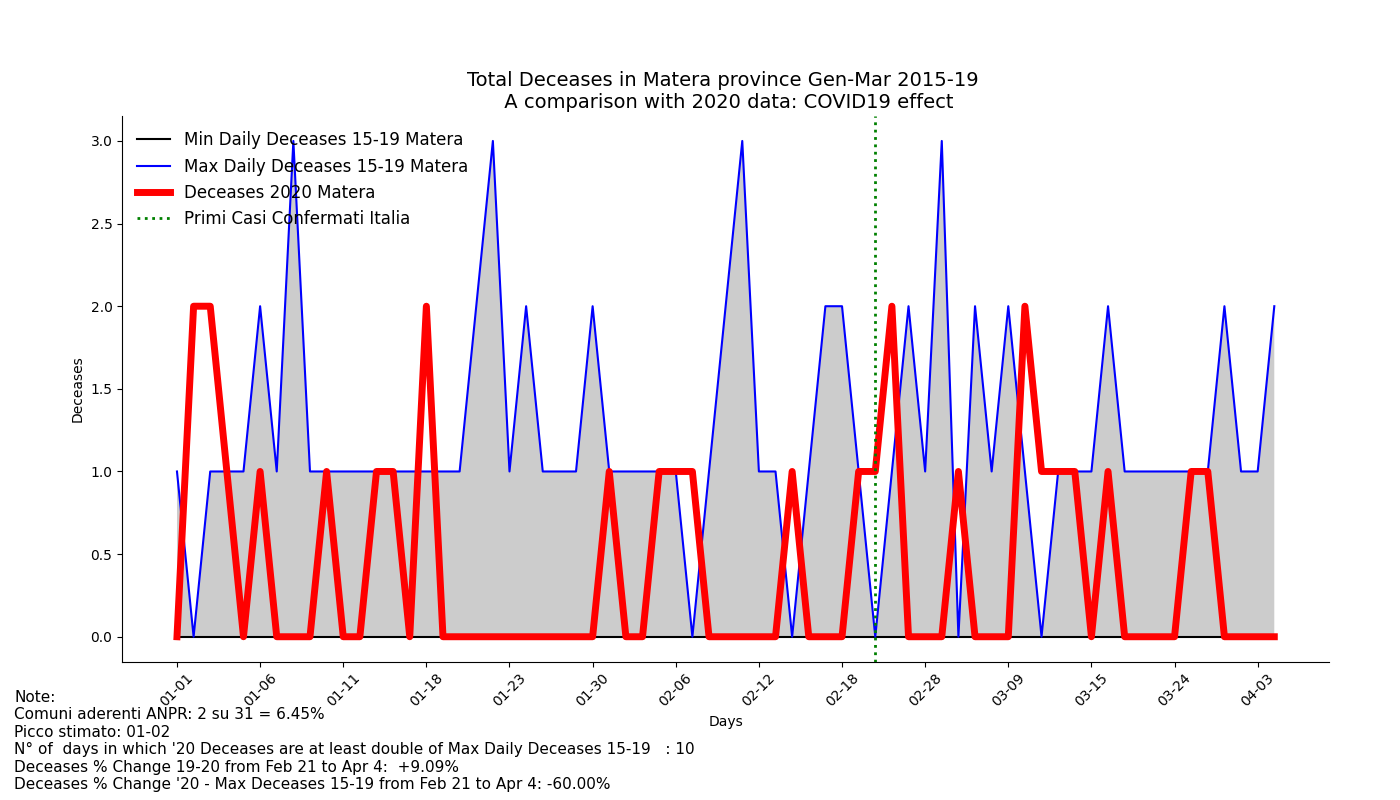 Total Deceases in Matera province Gen-Mar 2015-19
A comparison with 2020 data: COVID19 effect
Min Daily Deceases 15-19 Matera
Max Daily Deceases 15-19 Matera
Deceases 2020 Matera
Primi Casi Confermati Italia
3.0
2.5
2.0
1.5
1.0
0.5
0.0
Deceases
01-01
01-06
01-11
01-18
01-23
01-30
02-06
02-12
02-18
02-28
03-09
03-15
03-24
04-03
Days
Note:
Comuni aderenti ANPR: 2 su 31 = 6.45%
Picco stimato: 01-02
N° of  days in which '20 Deceases are at least double of Max Daily Deceases 15-19   : 10
Deceases % Change 19-20 from Feb 21 to Apr 4:  +9.09%
Deceases % Change '20 - Max Deceases 15-19 from Feb 21 to Apr 4: -60.00%